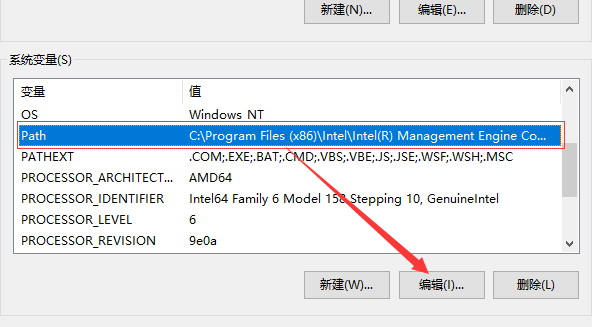 新建(N)... 编辑(E)... 删除(D)
系统变量(S)
变量 值
OS Windows_NT
Path C:\Program Files (x86)\Intel\Intel(R) Management Engine Co...
PATHEXT .COM;.EXE;.BAT;.CMD;.VBS;.VBE;.JS;.JSE;.WSF;.WSH;.MSC
PROCESSOR_ARCHITECT... AMD64
PROCESSOR_IDENTIFIER Intel64 Family 6 Model 158 Stepping 10, GenuineIntel
PROCESSOR_LEVEL 6
PROCESSOR_REVISION 9e0a
新建(W)... 编辑(I)... 删除(L)